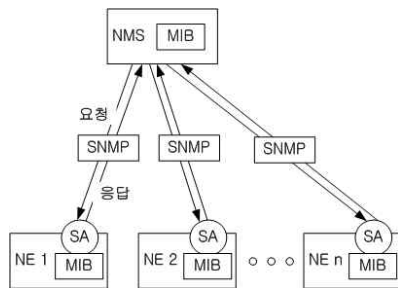 NMS MIB
요청
SNMP SNMP SNMP
응답
SA SA SA
NE 1 MIB NE 2 MIB NE n MIB